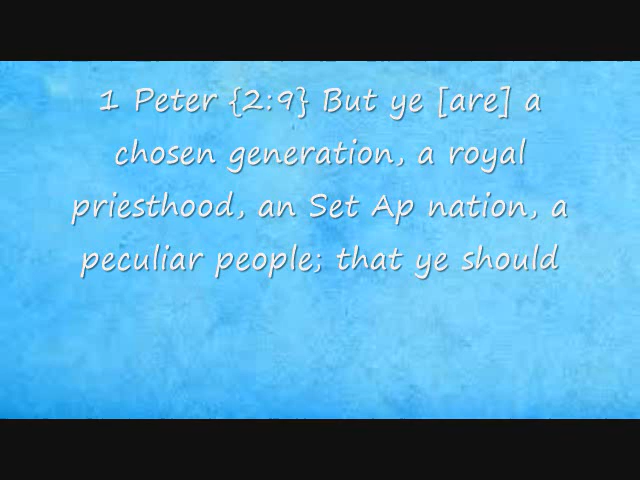 1 Peter {2:9} But ye [are] a
chosen generation, a royal
priesthood, an Set Ap nation, a
peculiar people; that ye should